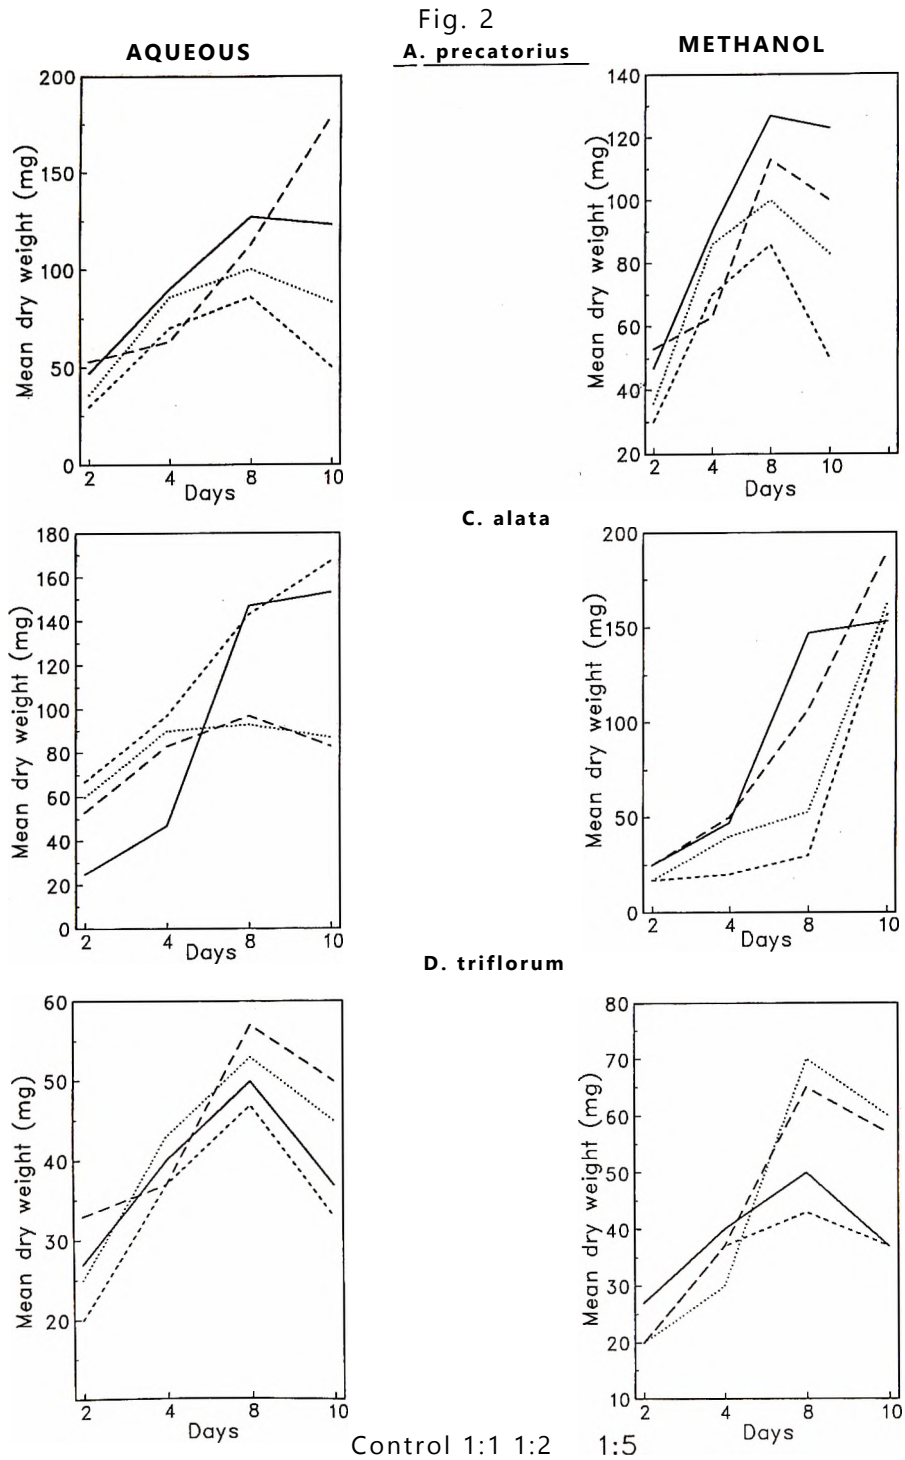 Fig. 2
AQUEOUS
A. precatorius
METHANOL
200
150
100
50
0
Mean dry weight (mg)
2 4 8 10
Days
140
120
100
80
60
40
20
Mean dry weight (mg)
2 4 8 10
Days
C. alata
180
160
140
120
100
80
60
40
20
0
Mean dry weight (mg)
2 4 8 10
Days
200
150
100
50
0
Mean dry weight (mg)
2 4 8 10
Days
D. triflorum
60
50
40
30
20
Mean dry weight (mg)
2 4 8 10
Days
80
70
60
50
40
30
20
10
Mean dry weight (mg)
2 4 8 10
Days
Control 1:1 1:2 1:5